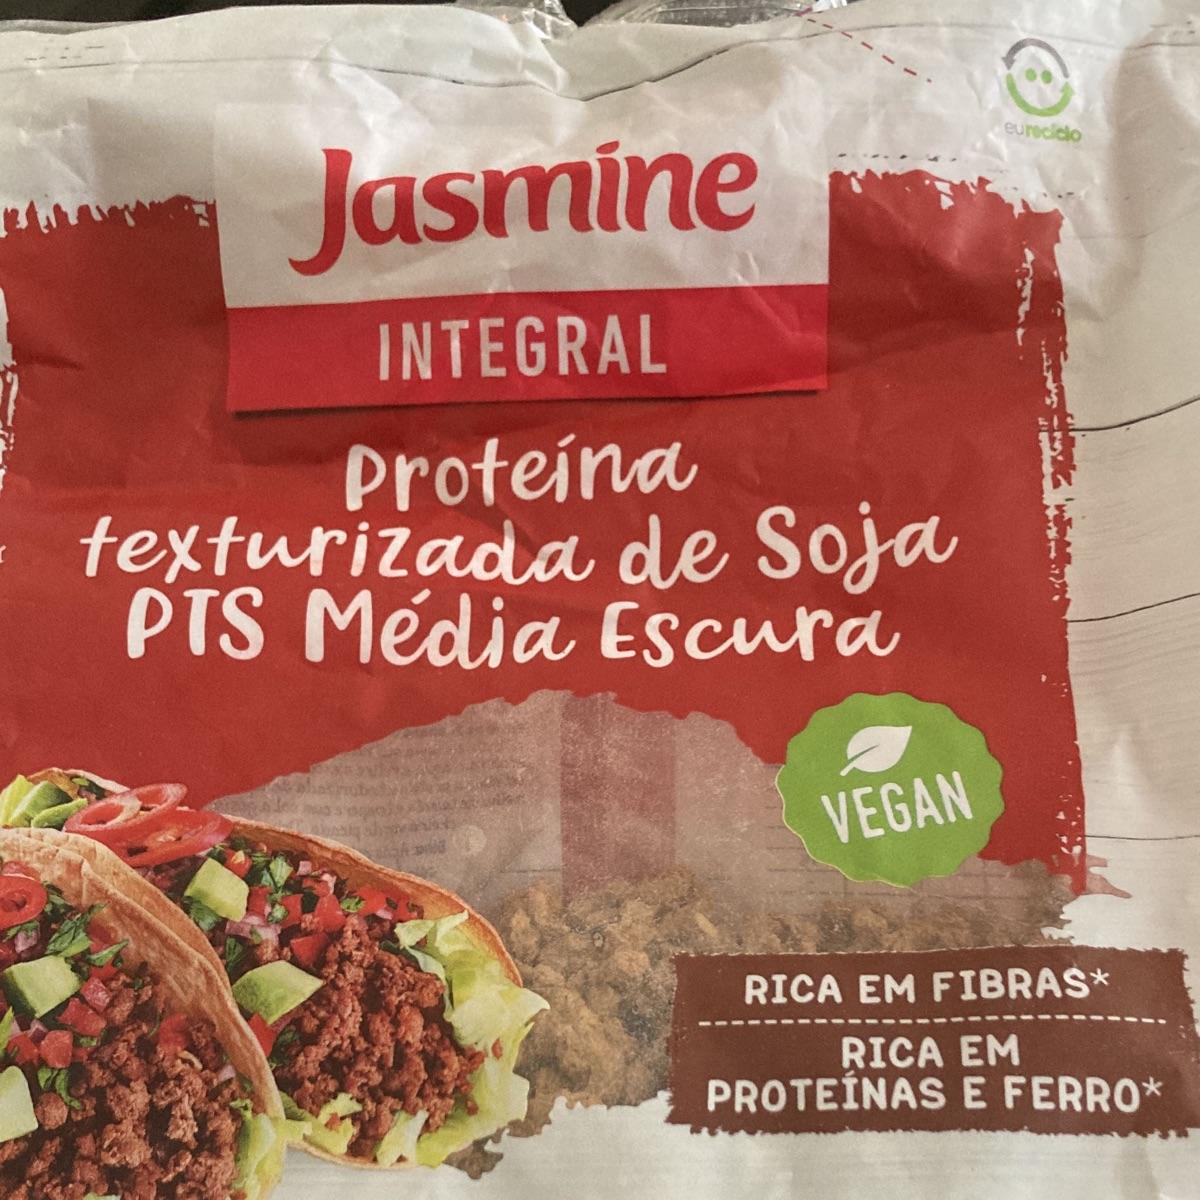 eureciclo
Jasmine
INTEGRAL
Proteína
texturizada de Soja
PTS Média Escura
VEGAN
RICA EM FIBRAS*
RICA EM
PROTEÍNAS E FERRO*